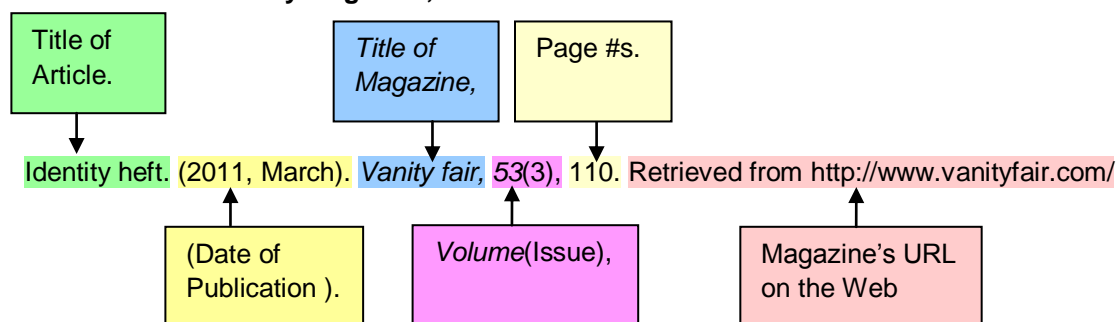 Title of
Article.
Title of
Magazine,
Page #s.
Identity heft. (2011, March). Vanity fair, 53(3), 110. Retrieved from http://www.vanityfair.com/
(Date of
Publication ).
Volume(Issue),
Magazine's URL
on the Web